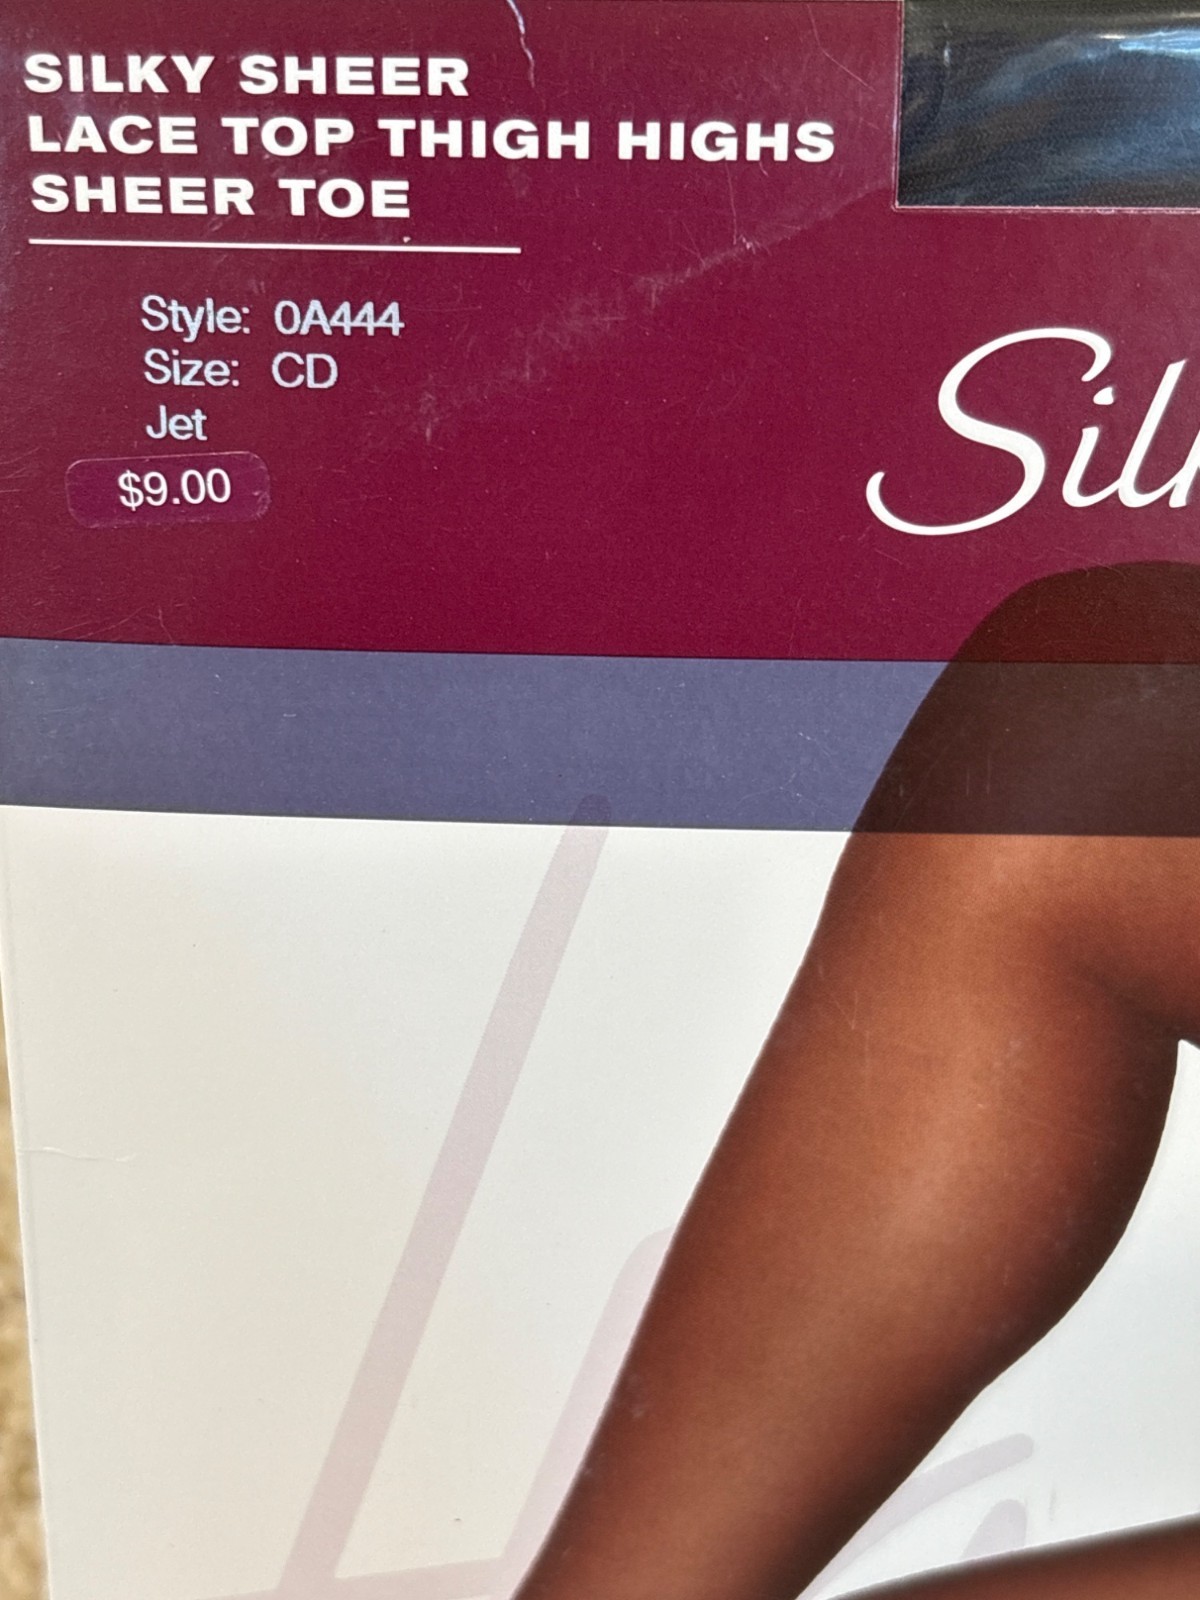 SILKY SHEER
LACE TOP THIGH HIGHS
SHEER TOE
Style: 0A444
Size: CD
Jet
$9.00